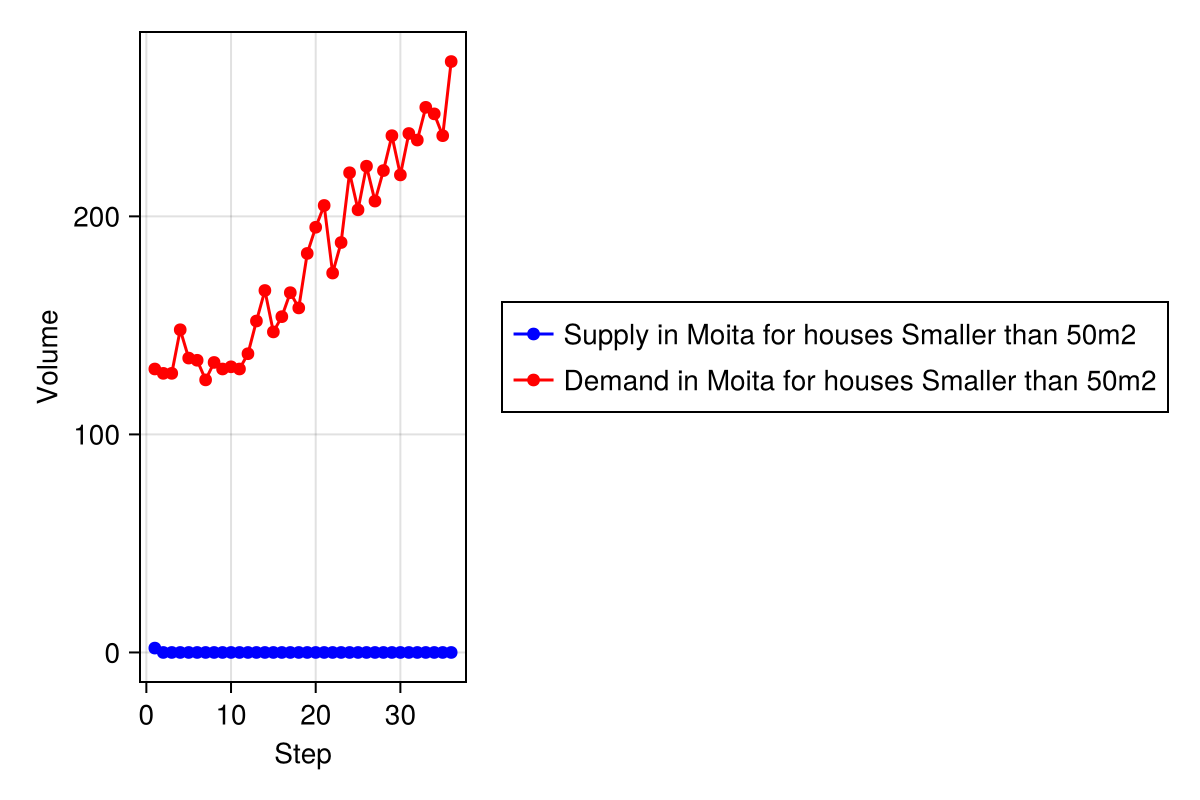 200
100
0
Volume
0 10 20 30
Step
Supply in Moita for houses Smaller than 50m2
Demand in Moita for houses Smaller than 50m2